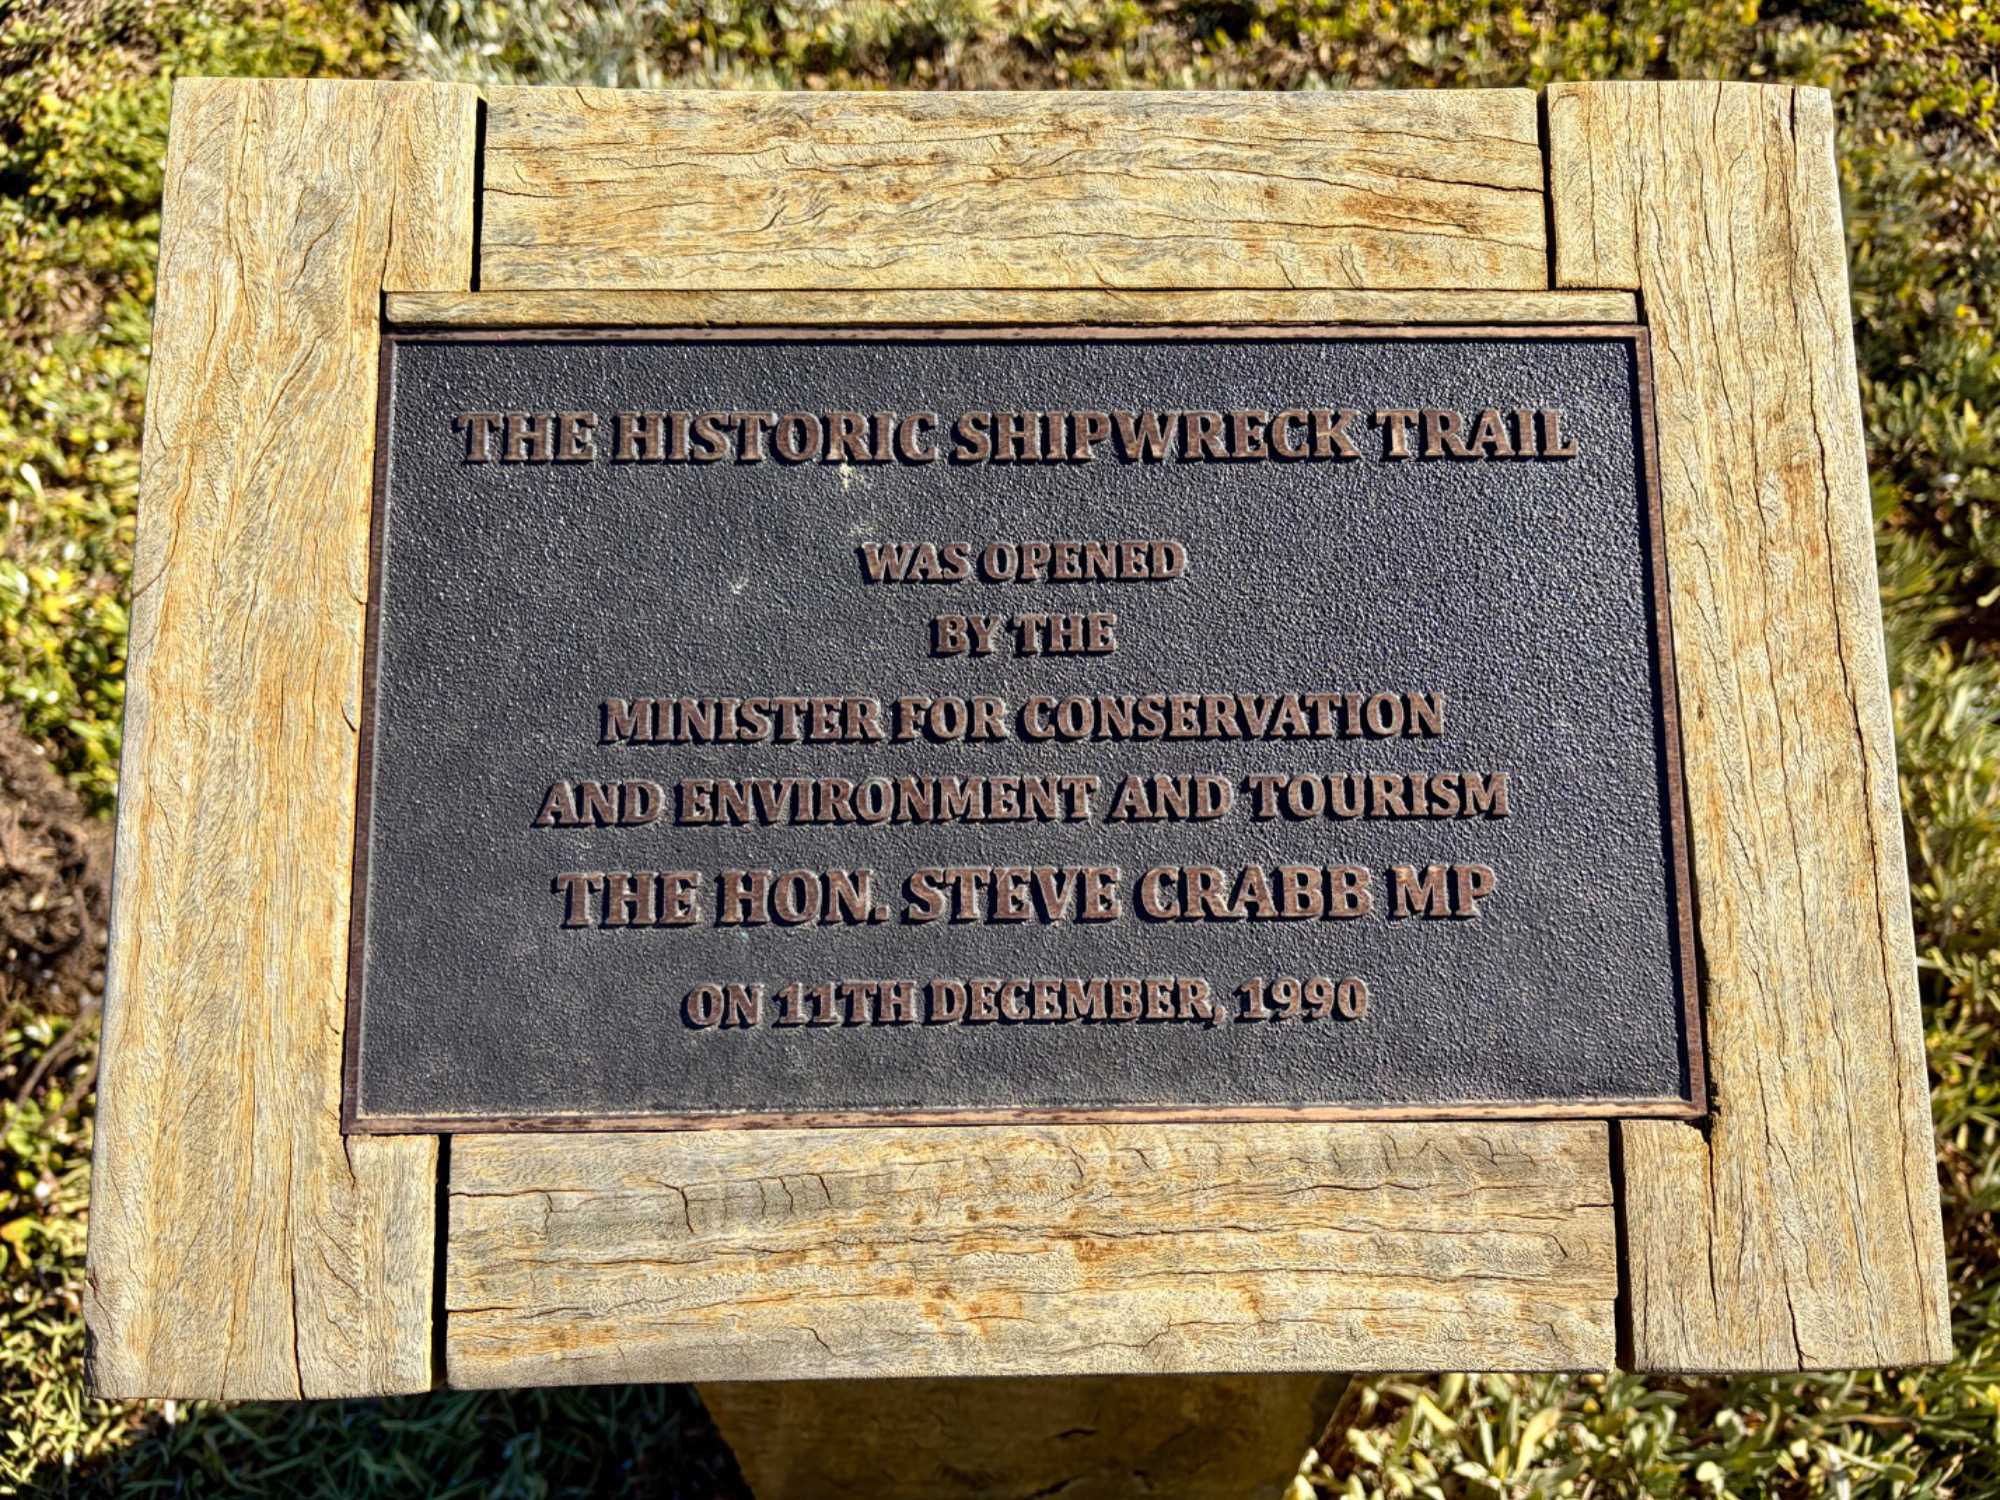 THE HISTORIC SHIPWRECK TRAIL
WAS OPENED
BY THE
MINISTER FOR CONSERVATION
AND ENVIRONMENT AND TOURISM
THE HON. STEVE CRABB MP
ON 11TH DECEMBER, 1990